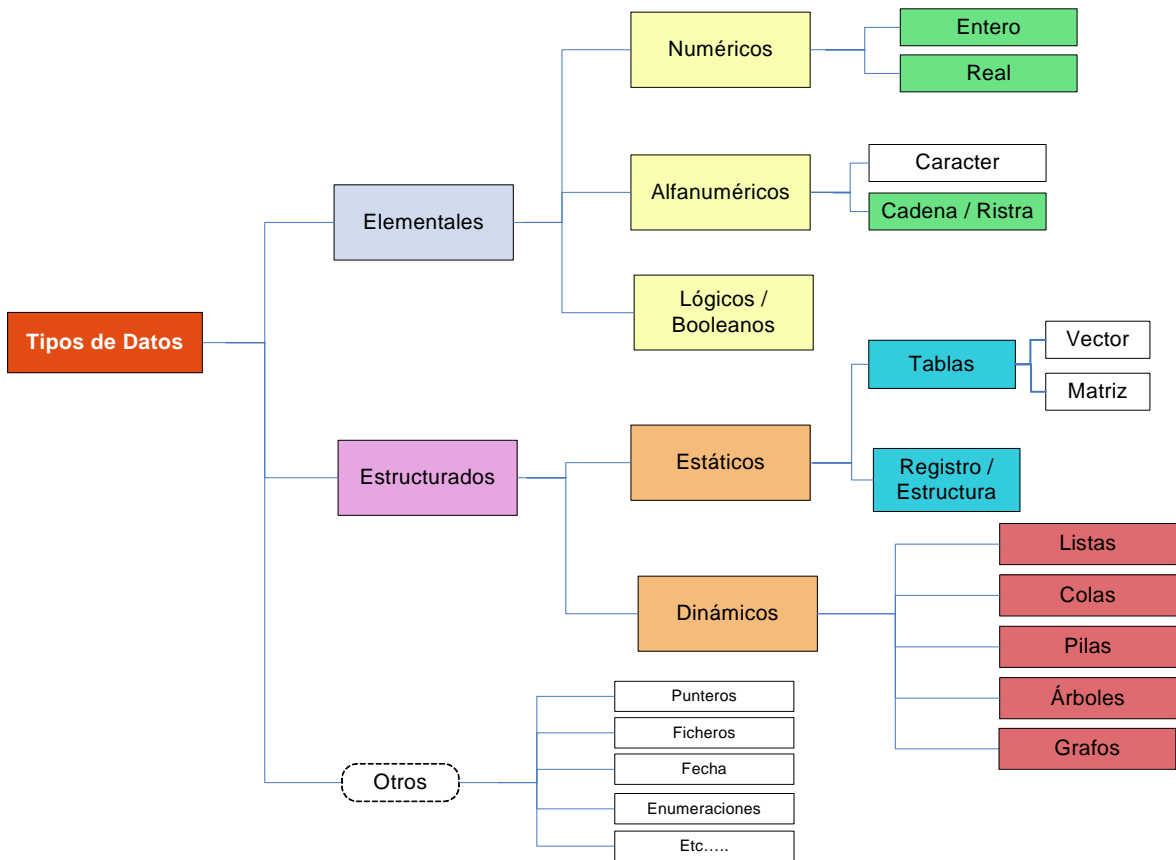 Tipos de Datos
Elementales
Numéricos
Entero
Real
Alfanuméricos
Caracter
Cadena / Ristra
Lógicos /
Booleanos
Estructurados
Estáticos
Tablas
Vector
Matriz
Registro /
Estructura
Dinámicos
Listas
Colas
Pilas
Árboles
Grafos
Otros
Punteros
Ficheros
Fecha
Enumeraciones
Etc…..